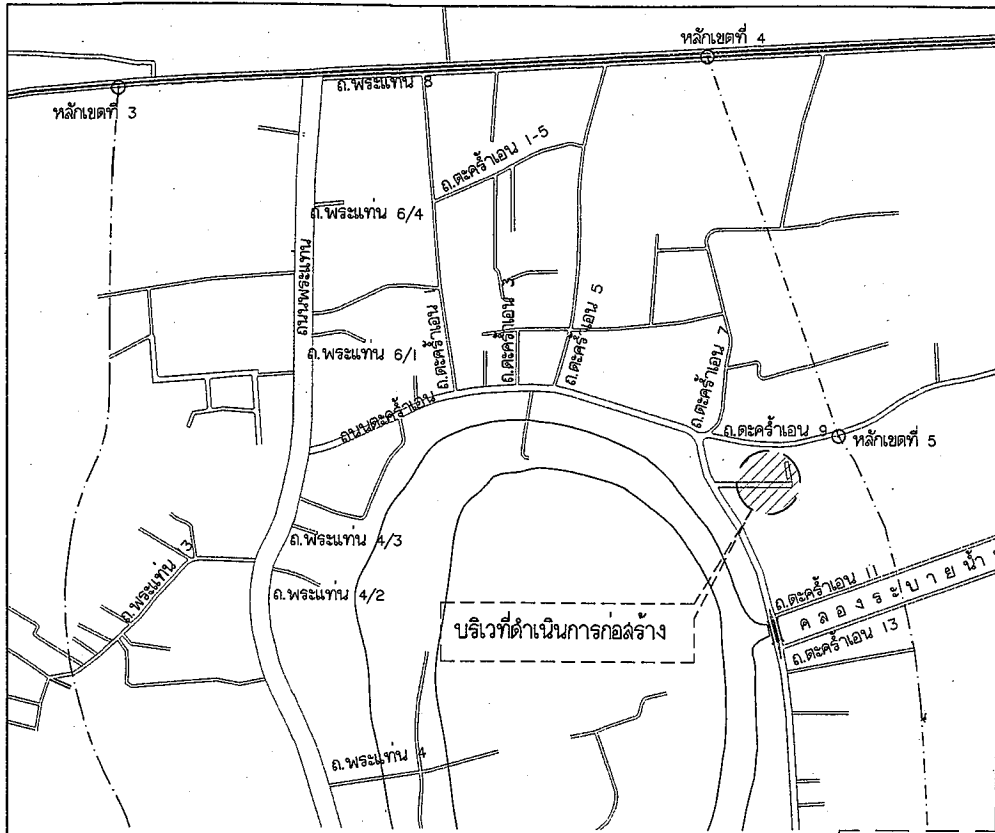 หลักเขตที่ 4
ถ.พระแท่น 8
หลักเขตที่ 3
ถ.ตะคร้ำเอน 1-5
ถ.พระแท่น 6/4
ถนนพระแทน
ถ.ตะคร้ำเอน 1
ถ.ตะคร้ำเอน 3
ถ.ตะคร้ำเอน 5
ถ.ตะคร้ำเอน 7
ถ.พระแท่น 6/1
ถนนตะคร้ำเอน
ถ.ตะคร้ำเอน 9
หลักเขตที่ 5
ถ.พระแท่น 4/3
ถ.พระแท่น 3
ถ.พระแท่น 4/2
ถ.ตะคร้ำเอน 11
คลองระบายน้ำ
บริเวที่ดำเนินการก่อสร้าง
ถ.ตะคร้ำเอน 13
ถ.พระแท่น 4